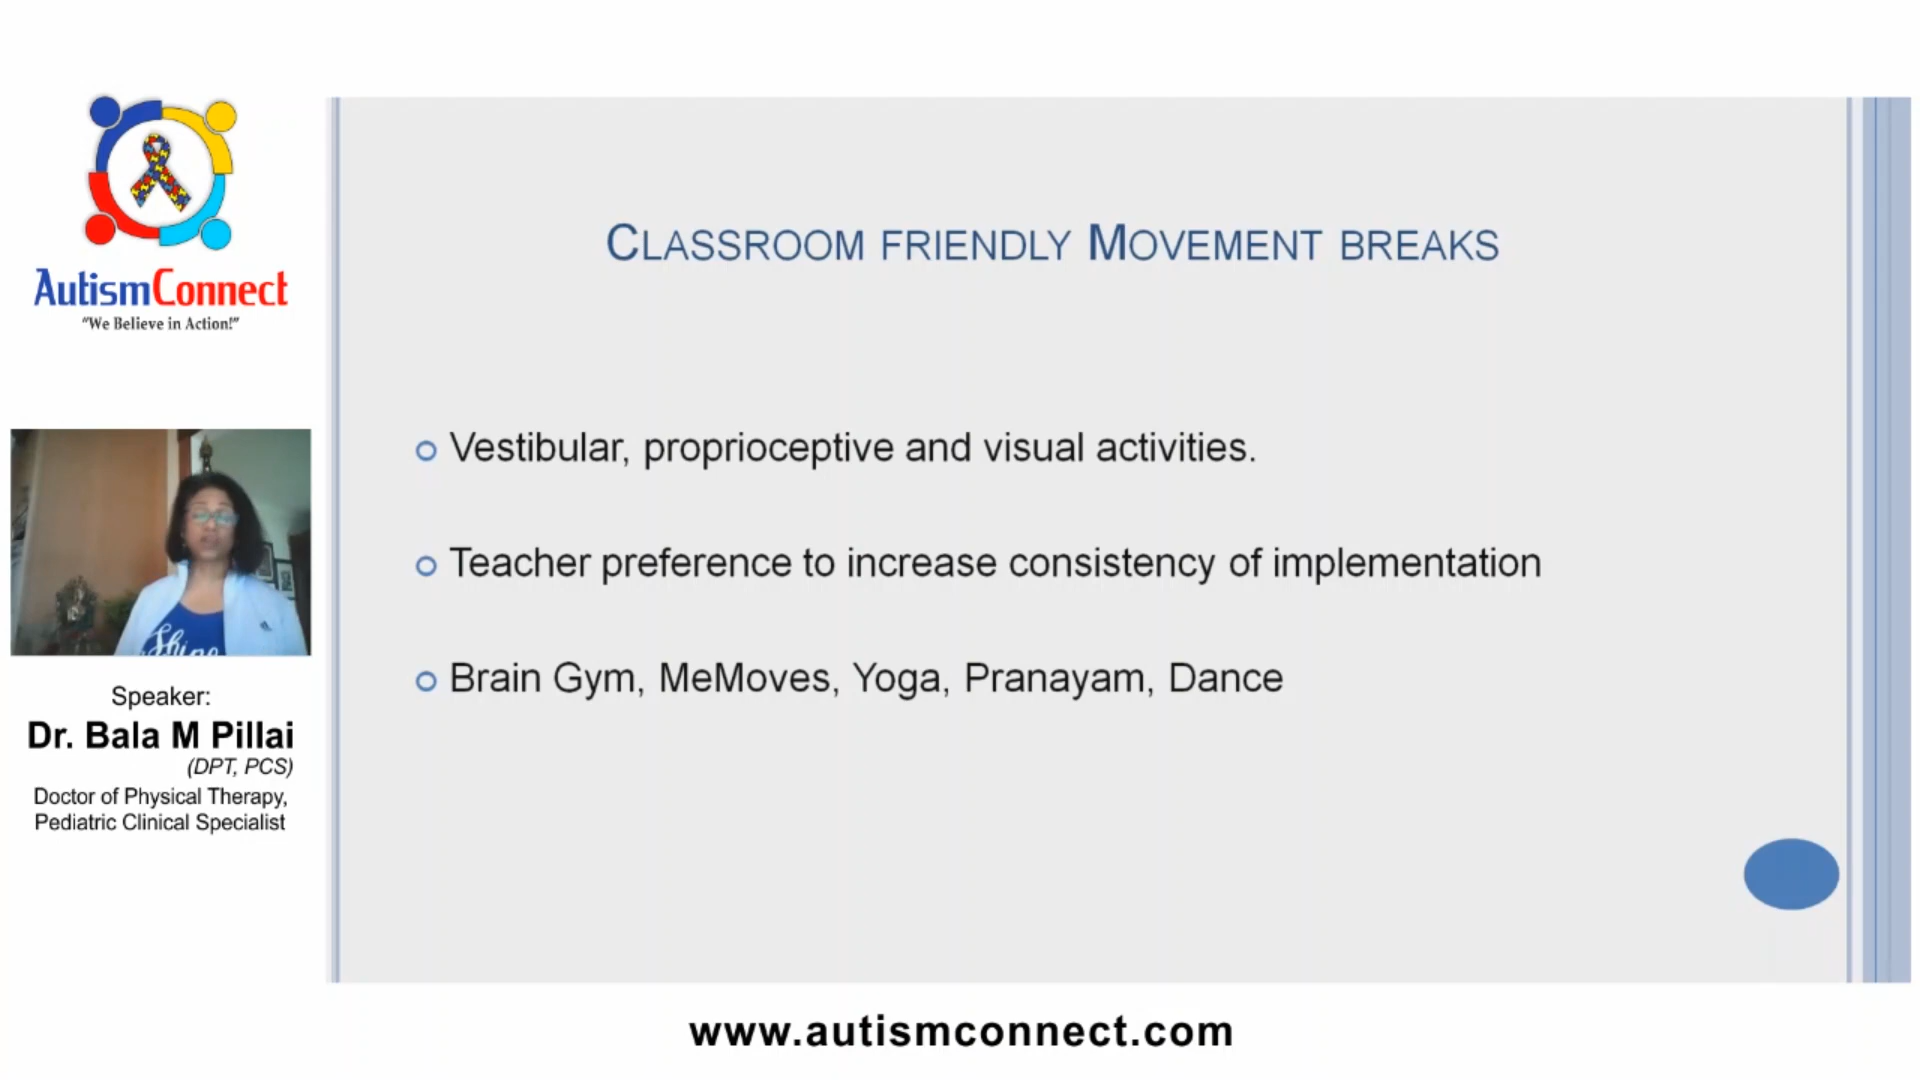 AutismConnect
"We Believe in Action!"
Shine
Speaker:
Dr. Bala M Pillai
(DPT, PCS)
Doctor of Physical Therapy,
Pediatric Clinical Specialist
CLASSROOM FRIENDLY MOVEMENT BREAKS
Vestibular, proprioceptive and visual activities.
Teacher preference to increase consistency of implementation
Brain Gym, MeMoves, Yoga, Pranayam, Dance
www.autismconnect.com